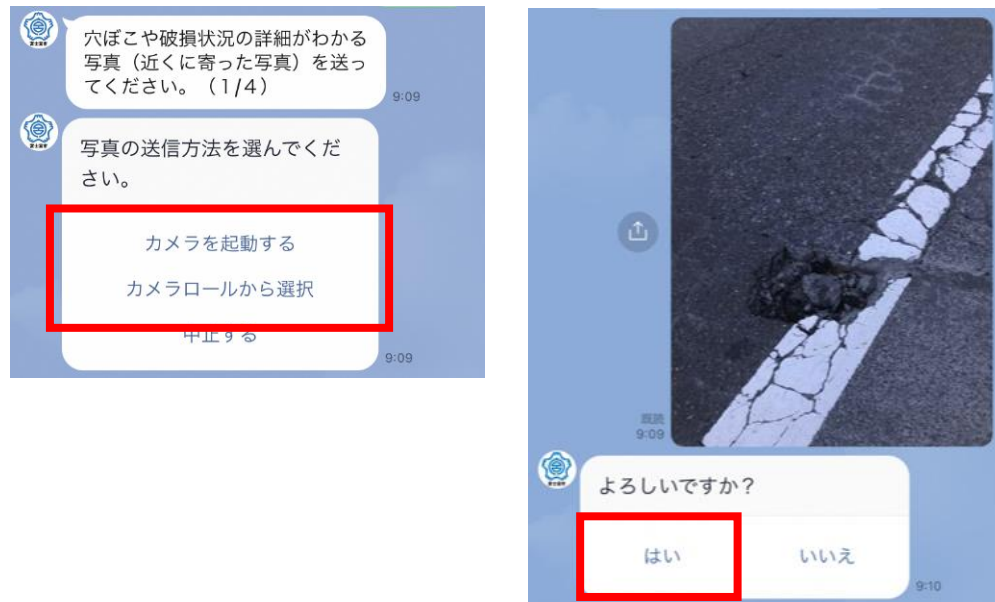 穴ぼこや破損状況の詳細がわかる
写真（近くに寄った写真）を送っ
てください。（1/4）
9:09
写真の送信方法を選んでくだ
さい。
カメラを起動する
カメラロールから選択
中止する
9:09
既読
9:09
よろしいですか？
はい
いいえ
9:10